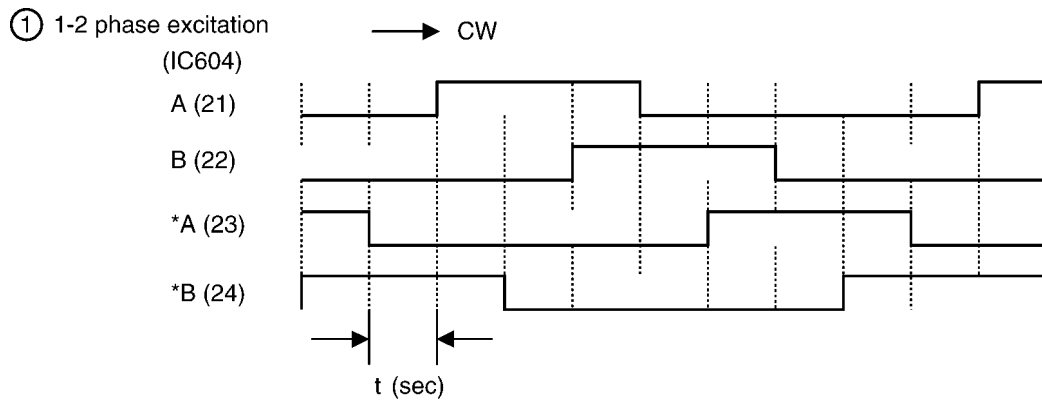 ① 1-2 phase excitation → CW
(IC604)
A (21)
B (22)
*A (23)
*B (24)
t (sec)